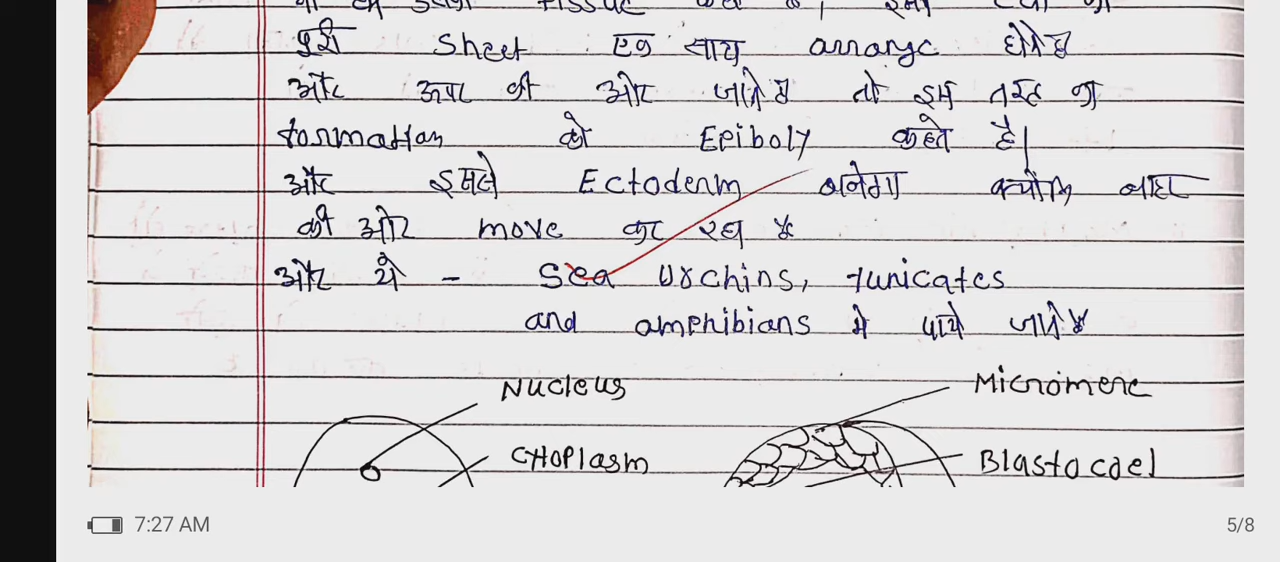 tissue
पुरी sheet एक साथ arrange होते है
और ऊपर की ओर जाते है तो इस तरह का
formation को Epiboly कहते है।
और इससे Ectoderm बनेगा क्योकि बाहर
की ओर move कर रहा है
और ये - Sea Urchins, Tunicates
and amphibians मे पाये जाते है
Nucleus Micromere
Cytoplasm Blastocoel
7:27 AM 5/8